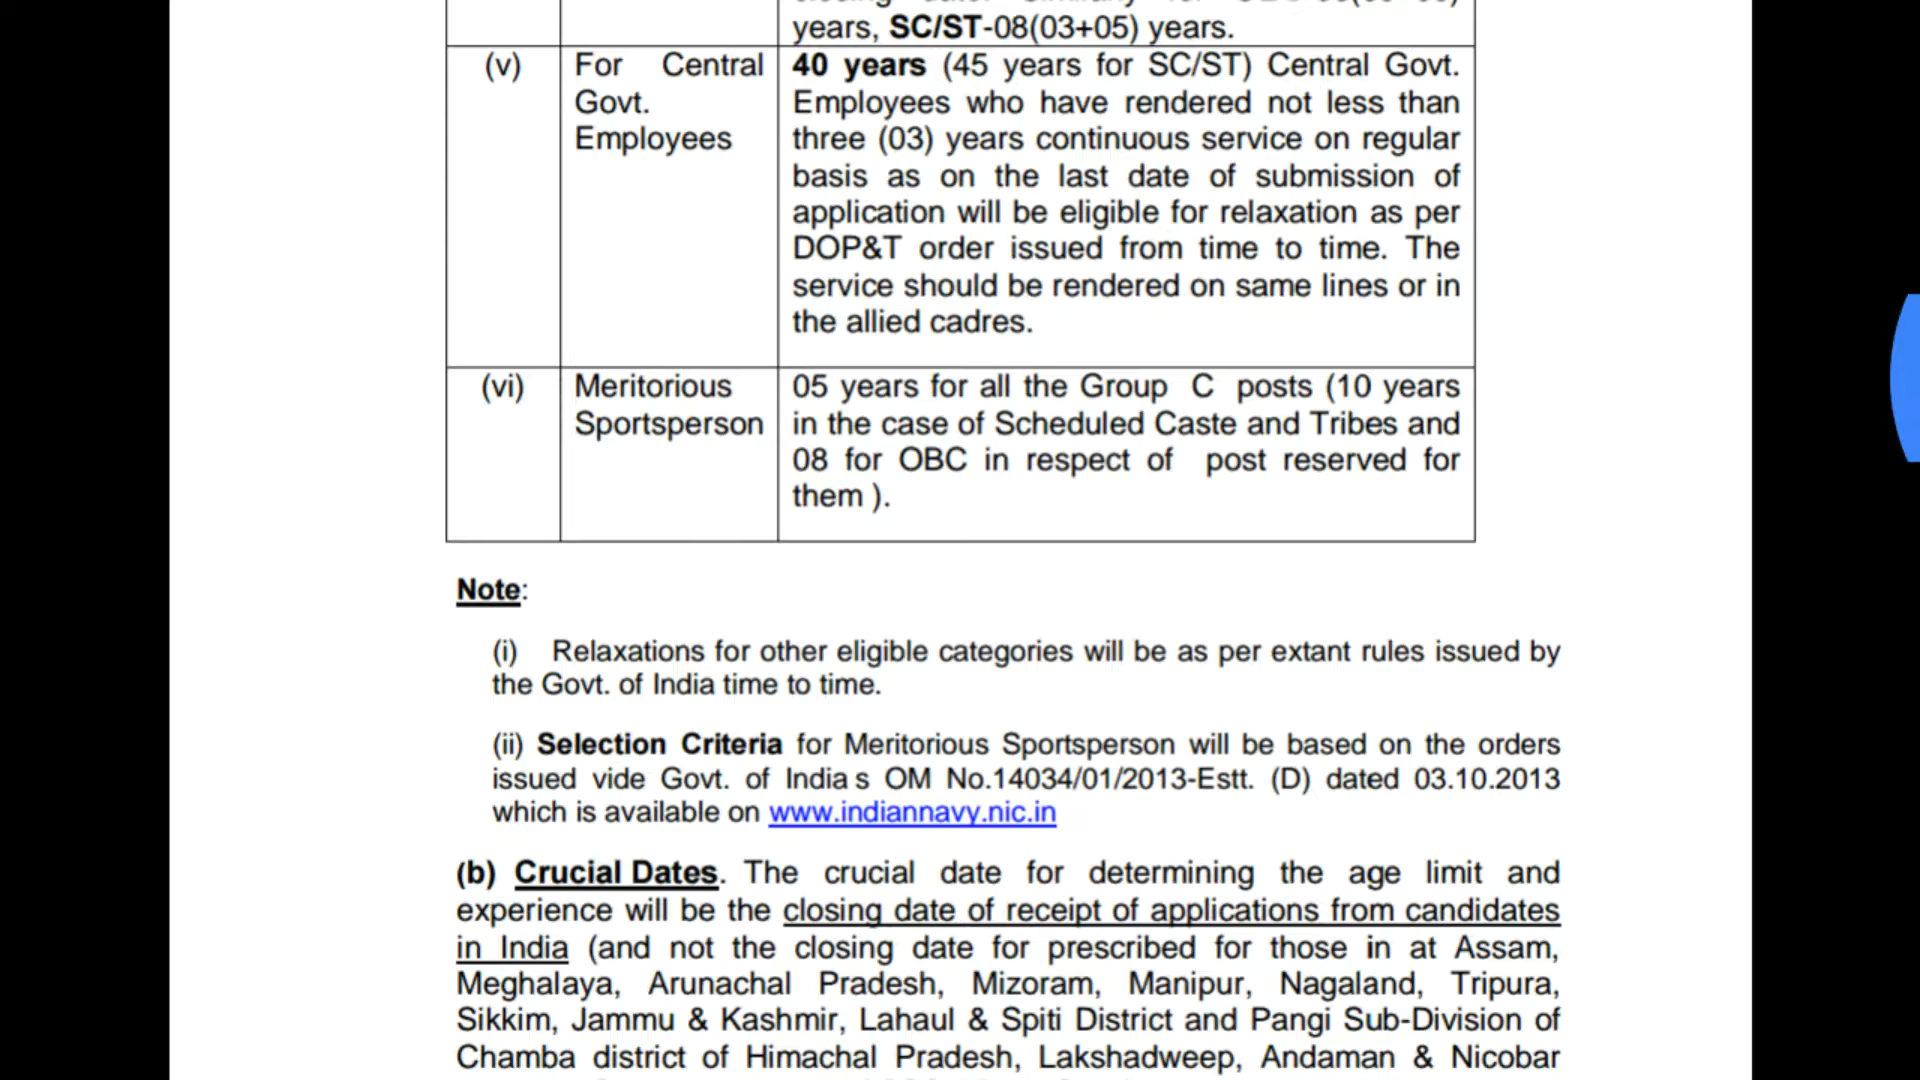 years, SC/ST-08(03+05) years.
(v) For Central Govt. Employees
40 years (45 years for SC/ST) Central Govt.
Employees who have rendered not less than
three (03) years continuous service on regular
basis as on the last date of submission of
application will be eligible for relaxation as per
DOP&T order issued from time to time. The
service should be rendered on same lines or in
the allied cadres.
(vi) Meritorious Sportsperson
05 years for all the Group C posts (10 years
in the case of Scheduled Caste and Tribes and
08 for OBC in respect of post reserved for
them ).
Note:
(i) Relaxations for other eligible categories will be as per extant rules issued by
the Govt. of India time to time.
(ii) Selection Criteria for Meritorious Sportsperson will be based on the orders
issued vide Govt. of India s OM No.14034/01/2013-Estt. (D) dated 03.10.2013
which is available on www.indiannavy.nic.in
(b) Crucial Dates. The crucial date for determining the age limit and
experience will be the closing date of receipt of applications from candidates
in India (and not the closing date for prescribed for those in at Assam,
Meghalaya, Arunachal Pradesh, Mizoram, Manipur, Nagaland, Tripura,
Sikkim, Jammu & Kashmir, Lahaul & Spiti District and Pangi Sub-Division of
Chamba district of Himachal Pradesh, Lakshadweep, Andaman & Nicobar